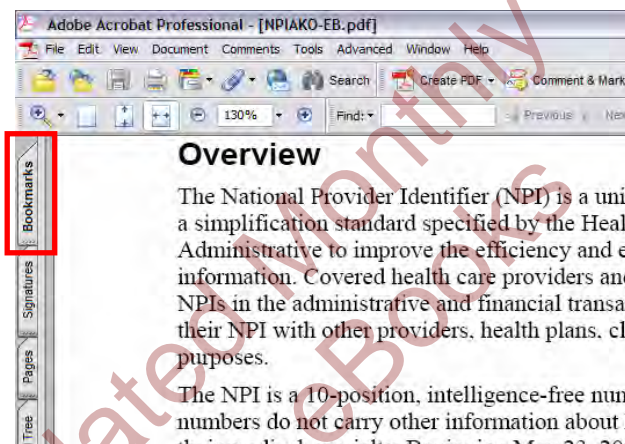 Adobe Acrobat Professional - [NPIAKO-EB.pdf]
File Edit View Document Comments Tools Advanced Window Help
Search Create PDF Comment & Mark
130% Find: Previous Nex
Bookmarks
Signatures
Pages
Tree
Overview
The National Provider Identifier (NPI) is a uni
a simplification standard specified by the Heal
Administrative to improve the efficiency and e
information. Covered health care providers and
NPIs in the administrative and financial transa
their NPI with other providers, health plans, cl
purposes.
The NPI is a 10-position, intelligence-free num
numbers do not carry other information about
lated Monthly
eBooks